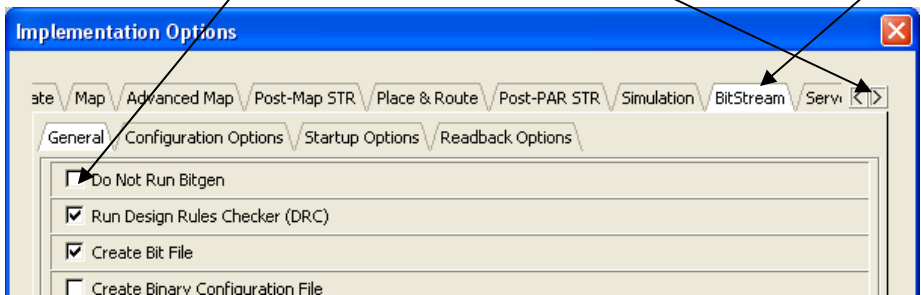 Implementation Options
ate Map Advanced Map Post-Map STR Place & Route Post-PAR STR Simulation BitStream Serv
General Configuration Options Startup Options Readback Options
Do Not Run Bitgen
Run Design Rules Checker (DRC)
Create Bit File
Create Binary Configuration File